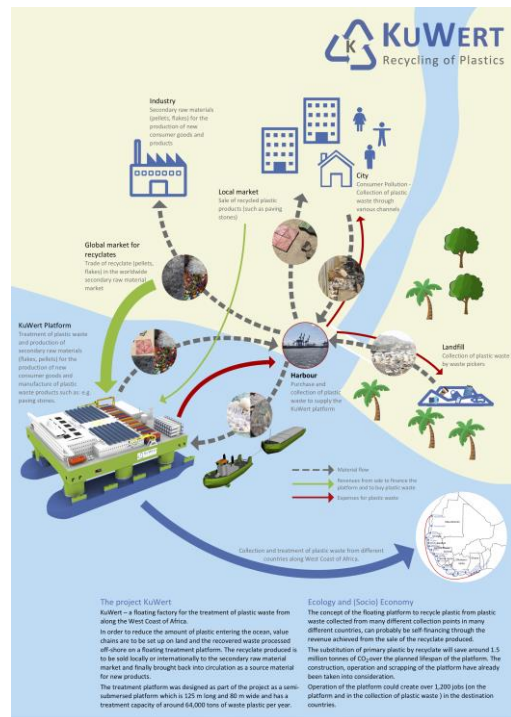 KUWERT
K
Recycling of Plastics
Industry
Secondary raw materials
(pellets, flakes) for the
production of new
consumer goods and
products
Local market
Sale of recycled plastic
products (such as paving
stones)
City
Consumer Pollution -
Collection of plastic
waste through
various channels
Global market for
recyclates
Trade of recyclate (pellets,
flakes) in the worldwide
secondary (raw material)
market
KuWert Platform
Treatment of plastic waste
and production of
secondary raw materials
(flakes, pellets) for the
production of new
consumer goods and
manufacture of plastic
waste products such as: e.g.
paving stones.
Harbour
Purchase and
collection of plastic
waste to supply the
KuWert platform
Landfill
Collection of plastic waste
by waste pickers
Material flow
Revenues from sale to finance the
platform and to buy plastic waste
Expenses for plastic waste
Collection and treatment of plastic waste from different
countries along West Coast of Africa.
The project KuWert
KuWert – a floating factory for the treatment of plastic waste from
along the West Coast of Africa.
In order to reduce the amount of plastic entering the ocean, value
chains are to be set up on land and the recovered waste processed
off-shore on a floating treatment platform. The recyclate produced is
to be sold locally or internationally to the secondary raw material
market and finally brought back into circulation as a source material
for new products.
The treatment platform was designed as part of the project as a semi-
submersed platform which is 125 m long and 80 m wide and has a
treatment capacity of around 64,000 tons of waste plastic per year.
Ecology and (Socio) Economy
The concept of the floating platform to recycle plastic from plastic
waste collected from many different collection points in many
different countries, can probably be self-financing through the
revenue achieved from the sale of the recyclate produced.
The substitution of primary plastic by recyclate will save around 1.5
million tonnes of CO₂over the planned lifespan of the platform. The
construction, operation and scrapping of the platform have already
been taken into consideration.
Operation of the platform could create over 1,200 jobs (on the
platform and in the collection of plastic waste ) in the destination
countries.